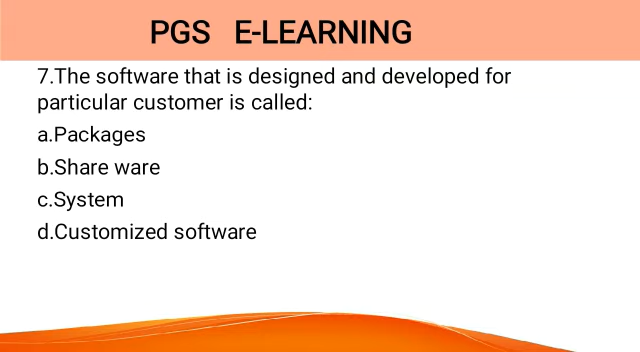 PGS E-LEARNING
7.The software that is designed and developed for
particular customer is called:
a.Packages
b.Share ware
c.System
d.Customized software